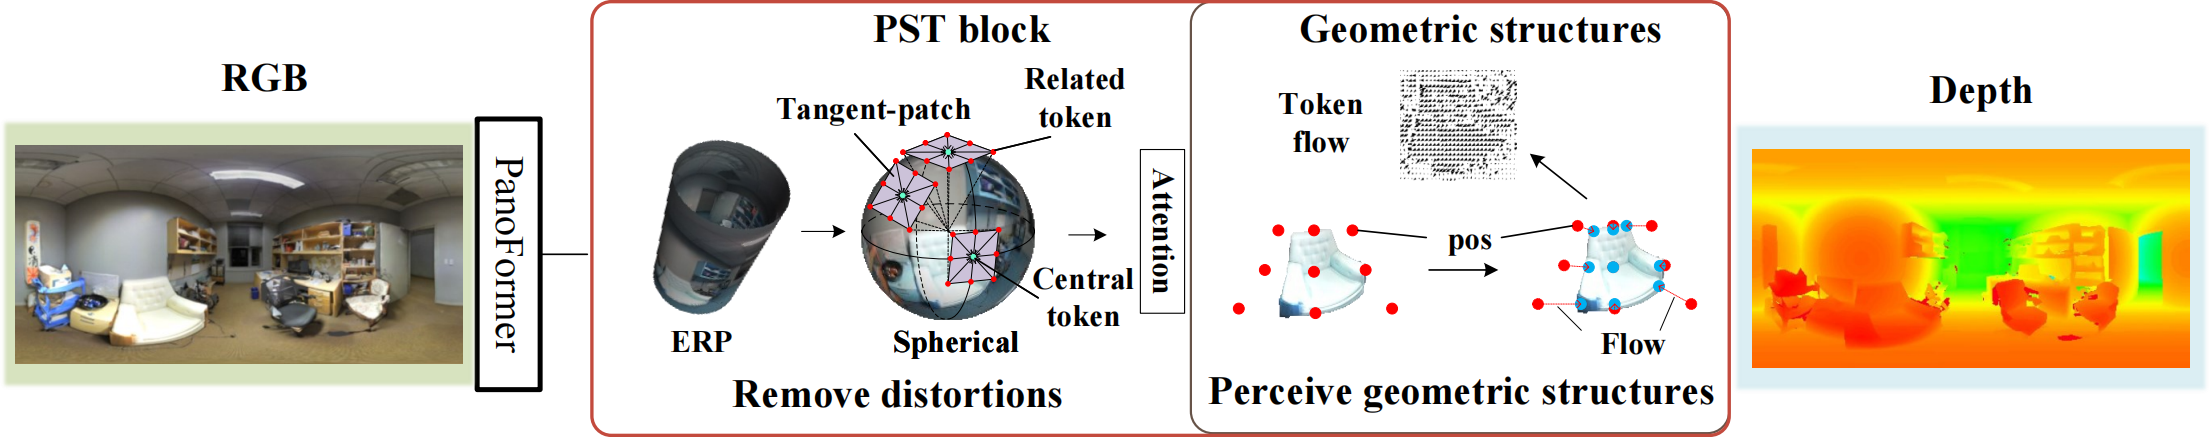 RGB
PanoFormer
PST block
Tangent-patch
Related
token
ERP
Spherical
Central
token
Attention
Remove distortions
Geometric structures
Token
flow
pos
Flow
Perceive geometric structures
Depth